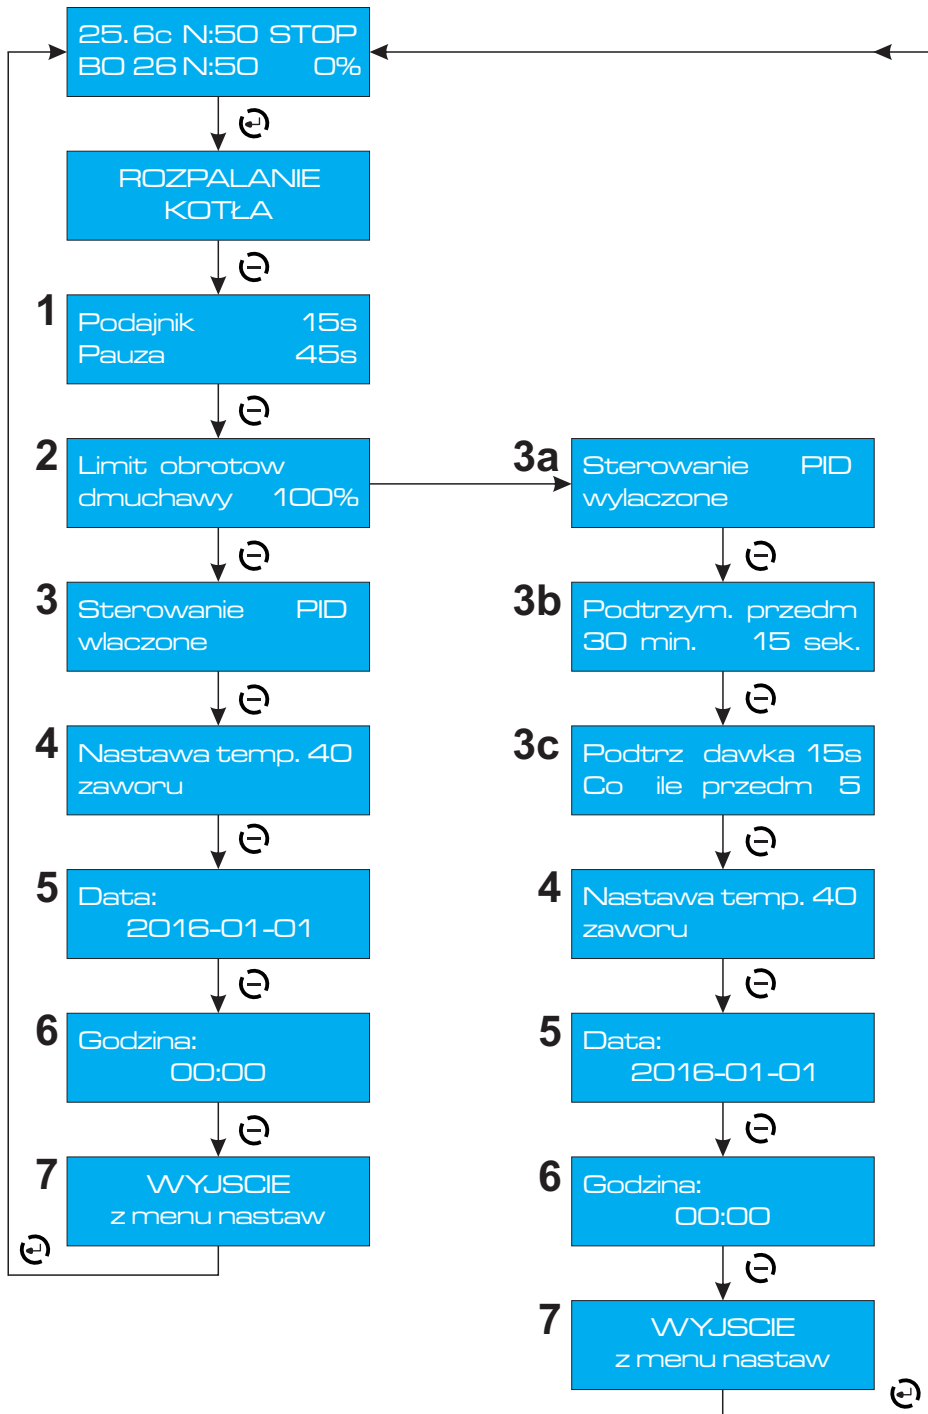 25.6c N:50 STOP
BO 26 N:50 0%
ROZPALANIE
KOTŁA
1
Podajnik 15s
Pauza 45s
2
Limit obrotow
dmuchawy 100%
3
Sterowanie PID
wlaczone
4
Nastawa temp. 40
zaworu
5
Data:
2016-01-01
6
Godzina:
00:00
7
WYJSCIE
z menu nastaw
3a
Sterowanie PID
wylaczone
3b
Podtrzym. przedm
30 min. 15 sek.
3c
Podtrz dawka 15s
Co ile przedm 5
4
Nastawa temp. 40
zaworu
5
Data:
2016-01-01
6
Godzina:
00:00
7
WYJSCIE
z menu nastaw